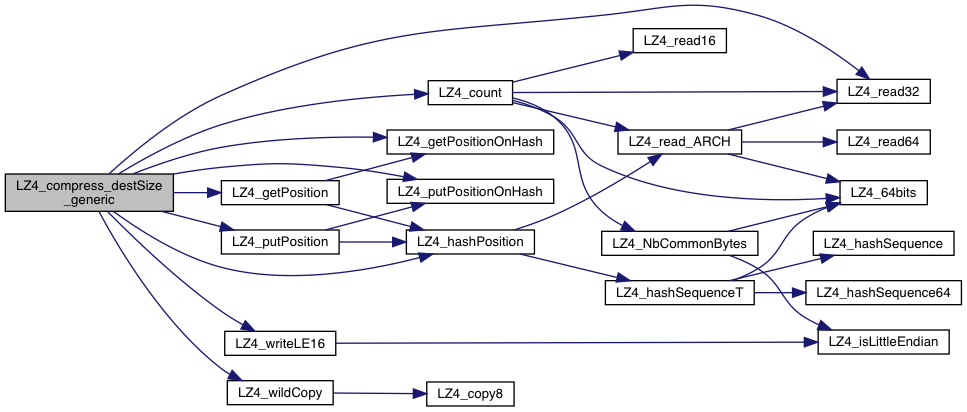 LZ4_compress_destSize
_generic
LZ4_count
LZ4_getPositionOnHash
LZ4_putPositionOnHash
LZ4_getPosition
LZ4_putPosition
LZ4_hashPosition
LZ4_writeLE16
LZ4_wildCopy
LZ4_copy8
LZ4_read16
LZ4_read_ARCH
LZ4_NbCommonBytes
LZ4_hashSequenceT
LZ4_read32
LZ4_read64
LZ4_64bits
LZ4_hashSequence
LZ4_hashSequence64
LZ4_isLittleEndian